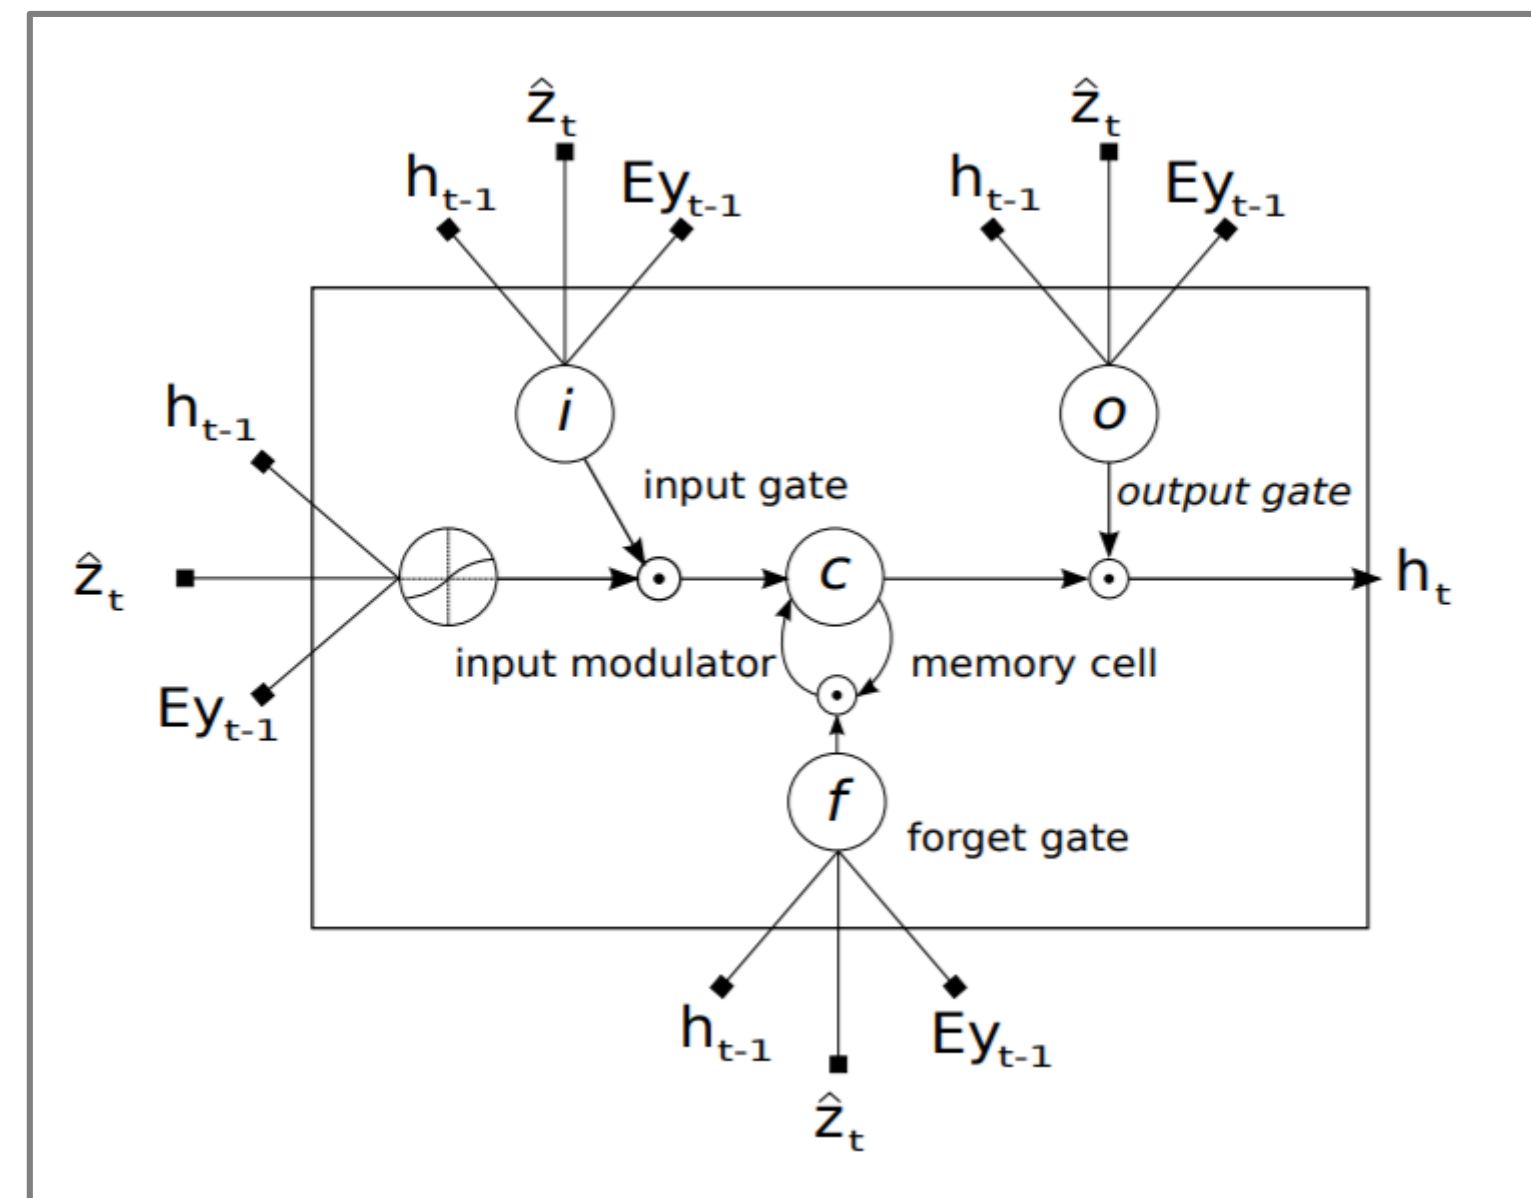 ẑt ẑt
ht-1 Eyt-1 ht-1 Eyt-1
i o
ht-1
input gate output gate
ẑt c ht
input modulator memory cell
Eyt-1
f
forget gate
ht-1 Eyt-1
ẑt